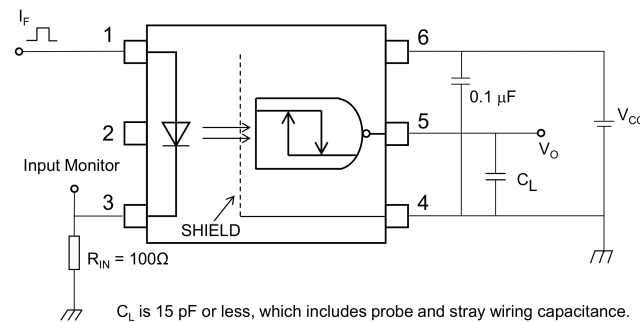 I_F
1
6
0.1 μF
2
5
V_CC
V_O
Input Monitor
C_L
3
4
SHIELD
R_IN = 100Ω
C_L is 15 pF or less, which includes probe and stray wiring capacitance.